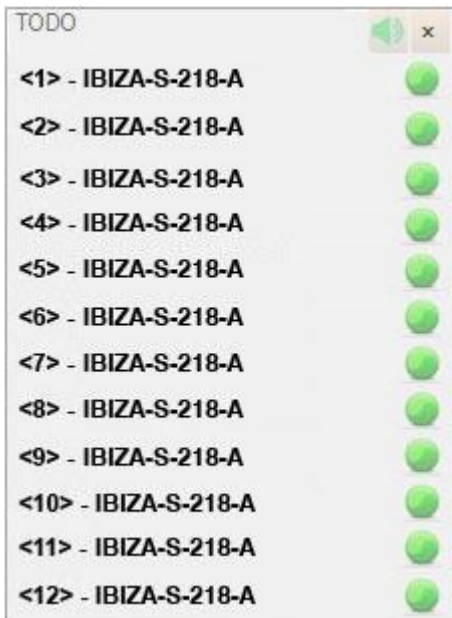 TODO
<1> - IBIZA-S-218-A
<2> - IBIZA-S-218-A
<3> - IBIZA-S-218-A
<4> - IBIZA-S-218-A
<5> - IBIZA-S-218-A
<6> - IBIZA-S-218-A
<7> - IBIZA-S-218-A
<8> - IBIZA-S-218-A
<9> - IBIZA-S-218-A
<10> - IBIZA-S-218-A
<11> - IBIZA-S-218-A
<12> - IBIZA-S-218-A